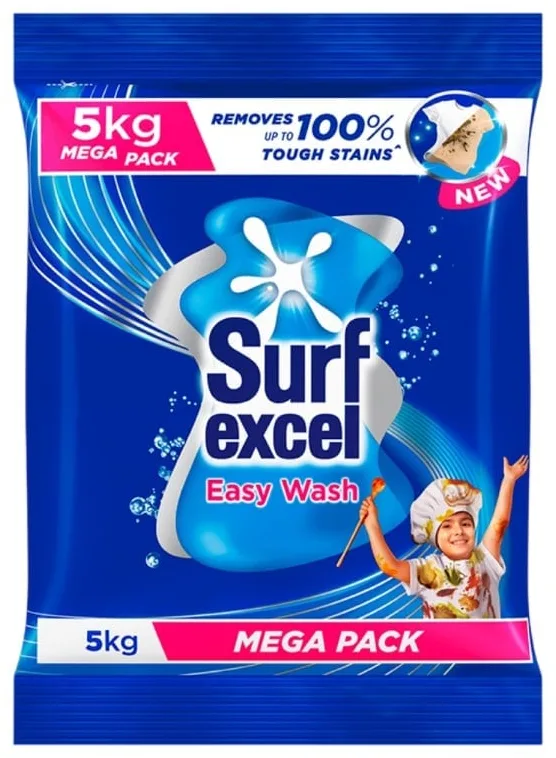 5kg
MEGA PACK
REMOVES
UP TO 100%
TOUGH STAINS^
NEW
Surf
excel
Easy Wash
5kg MEGA PACK